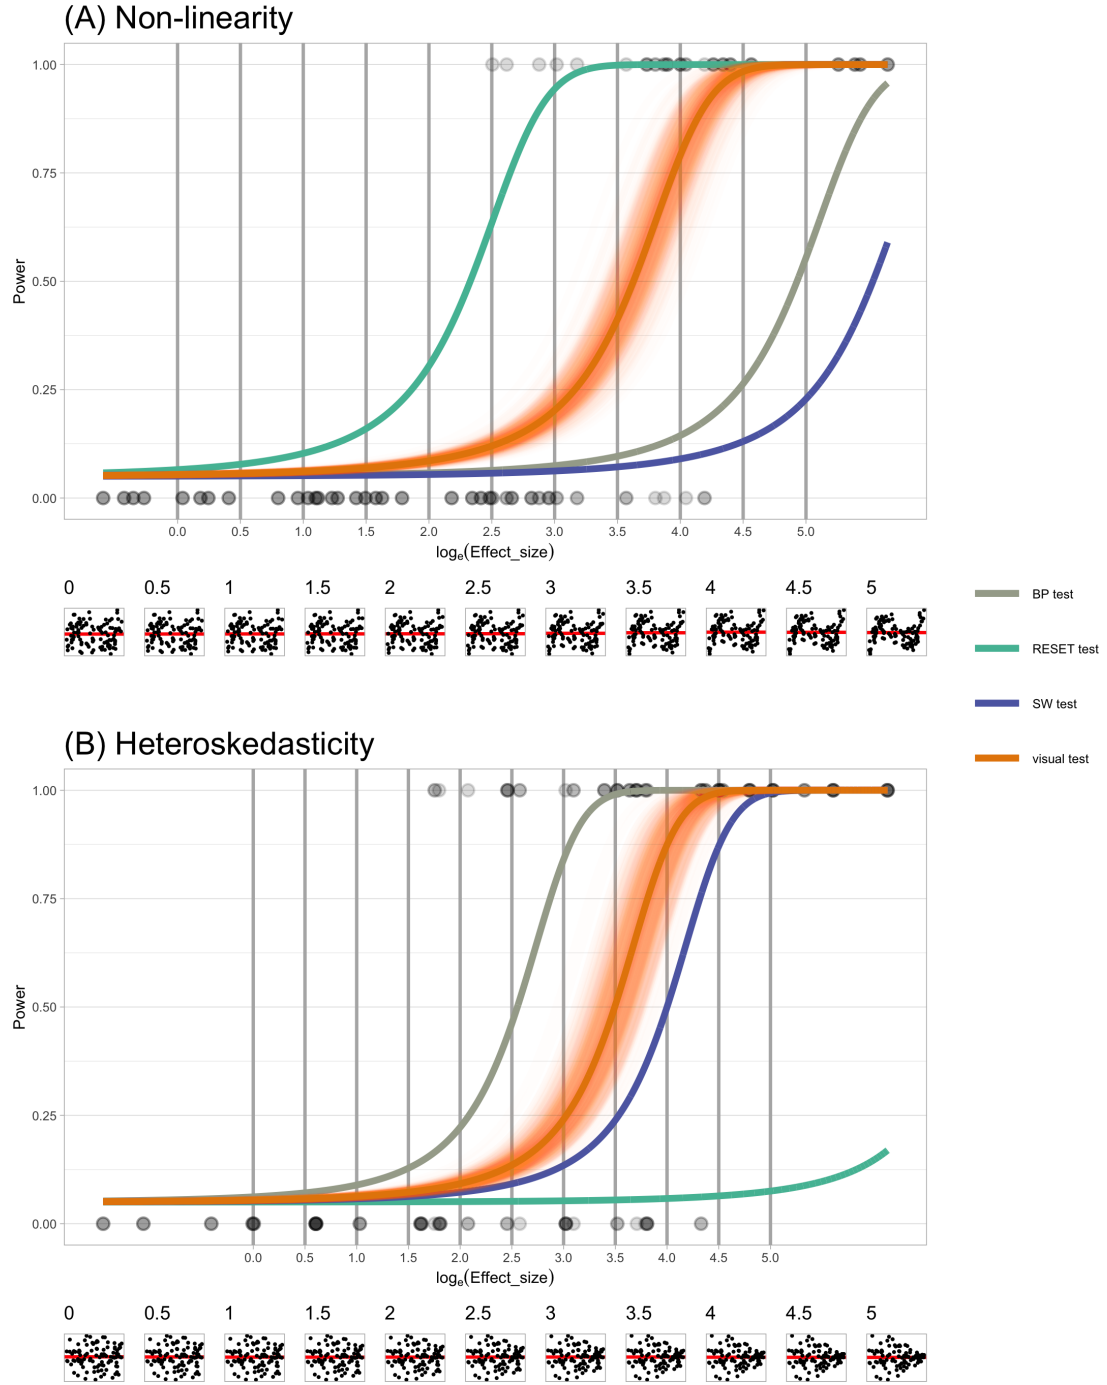 (A) Non-linearity
1.00
0.75
0.50
0.25
0.00
Power
0.0 0.5 1.0 1.5 2.0 2.5 3.0 3.5 4.0 4.5 5.0
logₑ(Effect_size)
0 0.5 1 1.5 2 2.5 3 3.5 4 4.5 5
BP test
RESET test
SW test
visual test
(B) Heteroskedasticity
1.00
0.75
0.50
0.25
0.00
Power
0.0 0.5 1.0 1.5 2.0 2.5 3.0 3.5 4.0 4.5 5.0
logₑ(Effect_size)
0 0.5 1 1.5 2 2.5 3 3.5 4 4.5 5